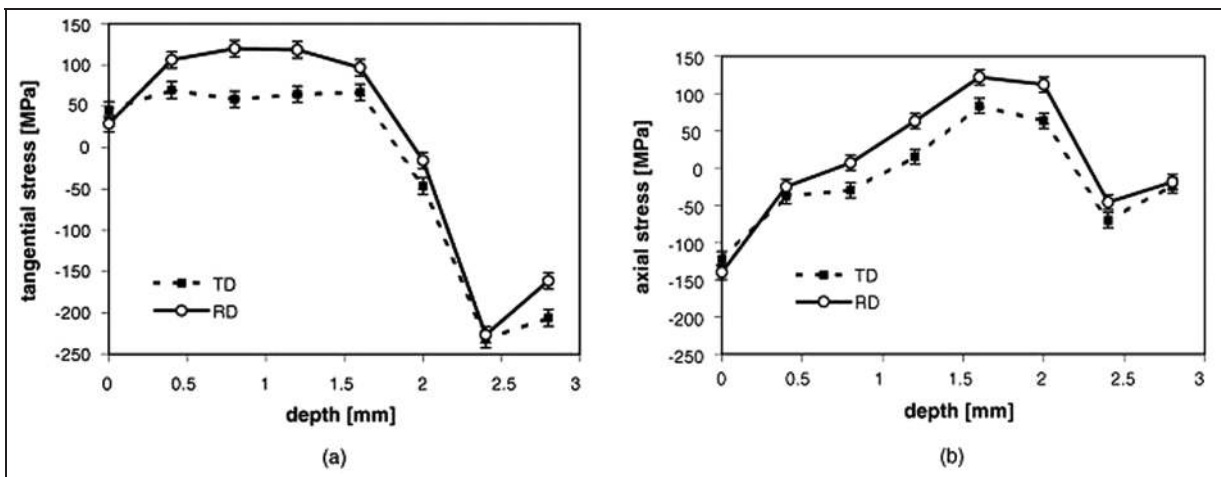 150
100
50
0
-50
-100
-150
-200
-250
tangential stress [MPa]
TD
RD
0 0.5 1 1.5 2 2.5 3
depth [mm]
(a)
150
100
50
0
-50
-100
-150
-200
-250
axial stress [MPa]
TD
RD
0 0.5 1 1.5 2 2.5 3
depth [mm]
(b)